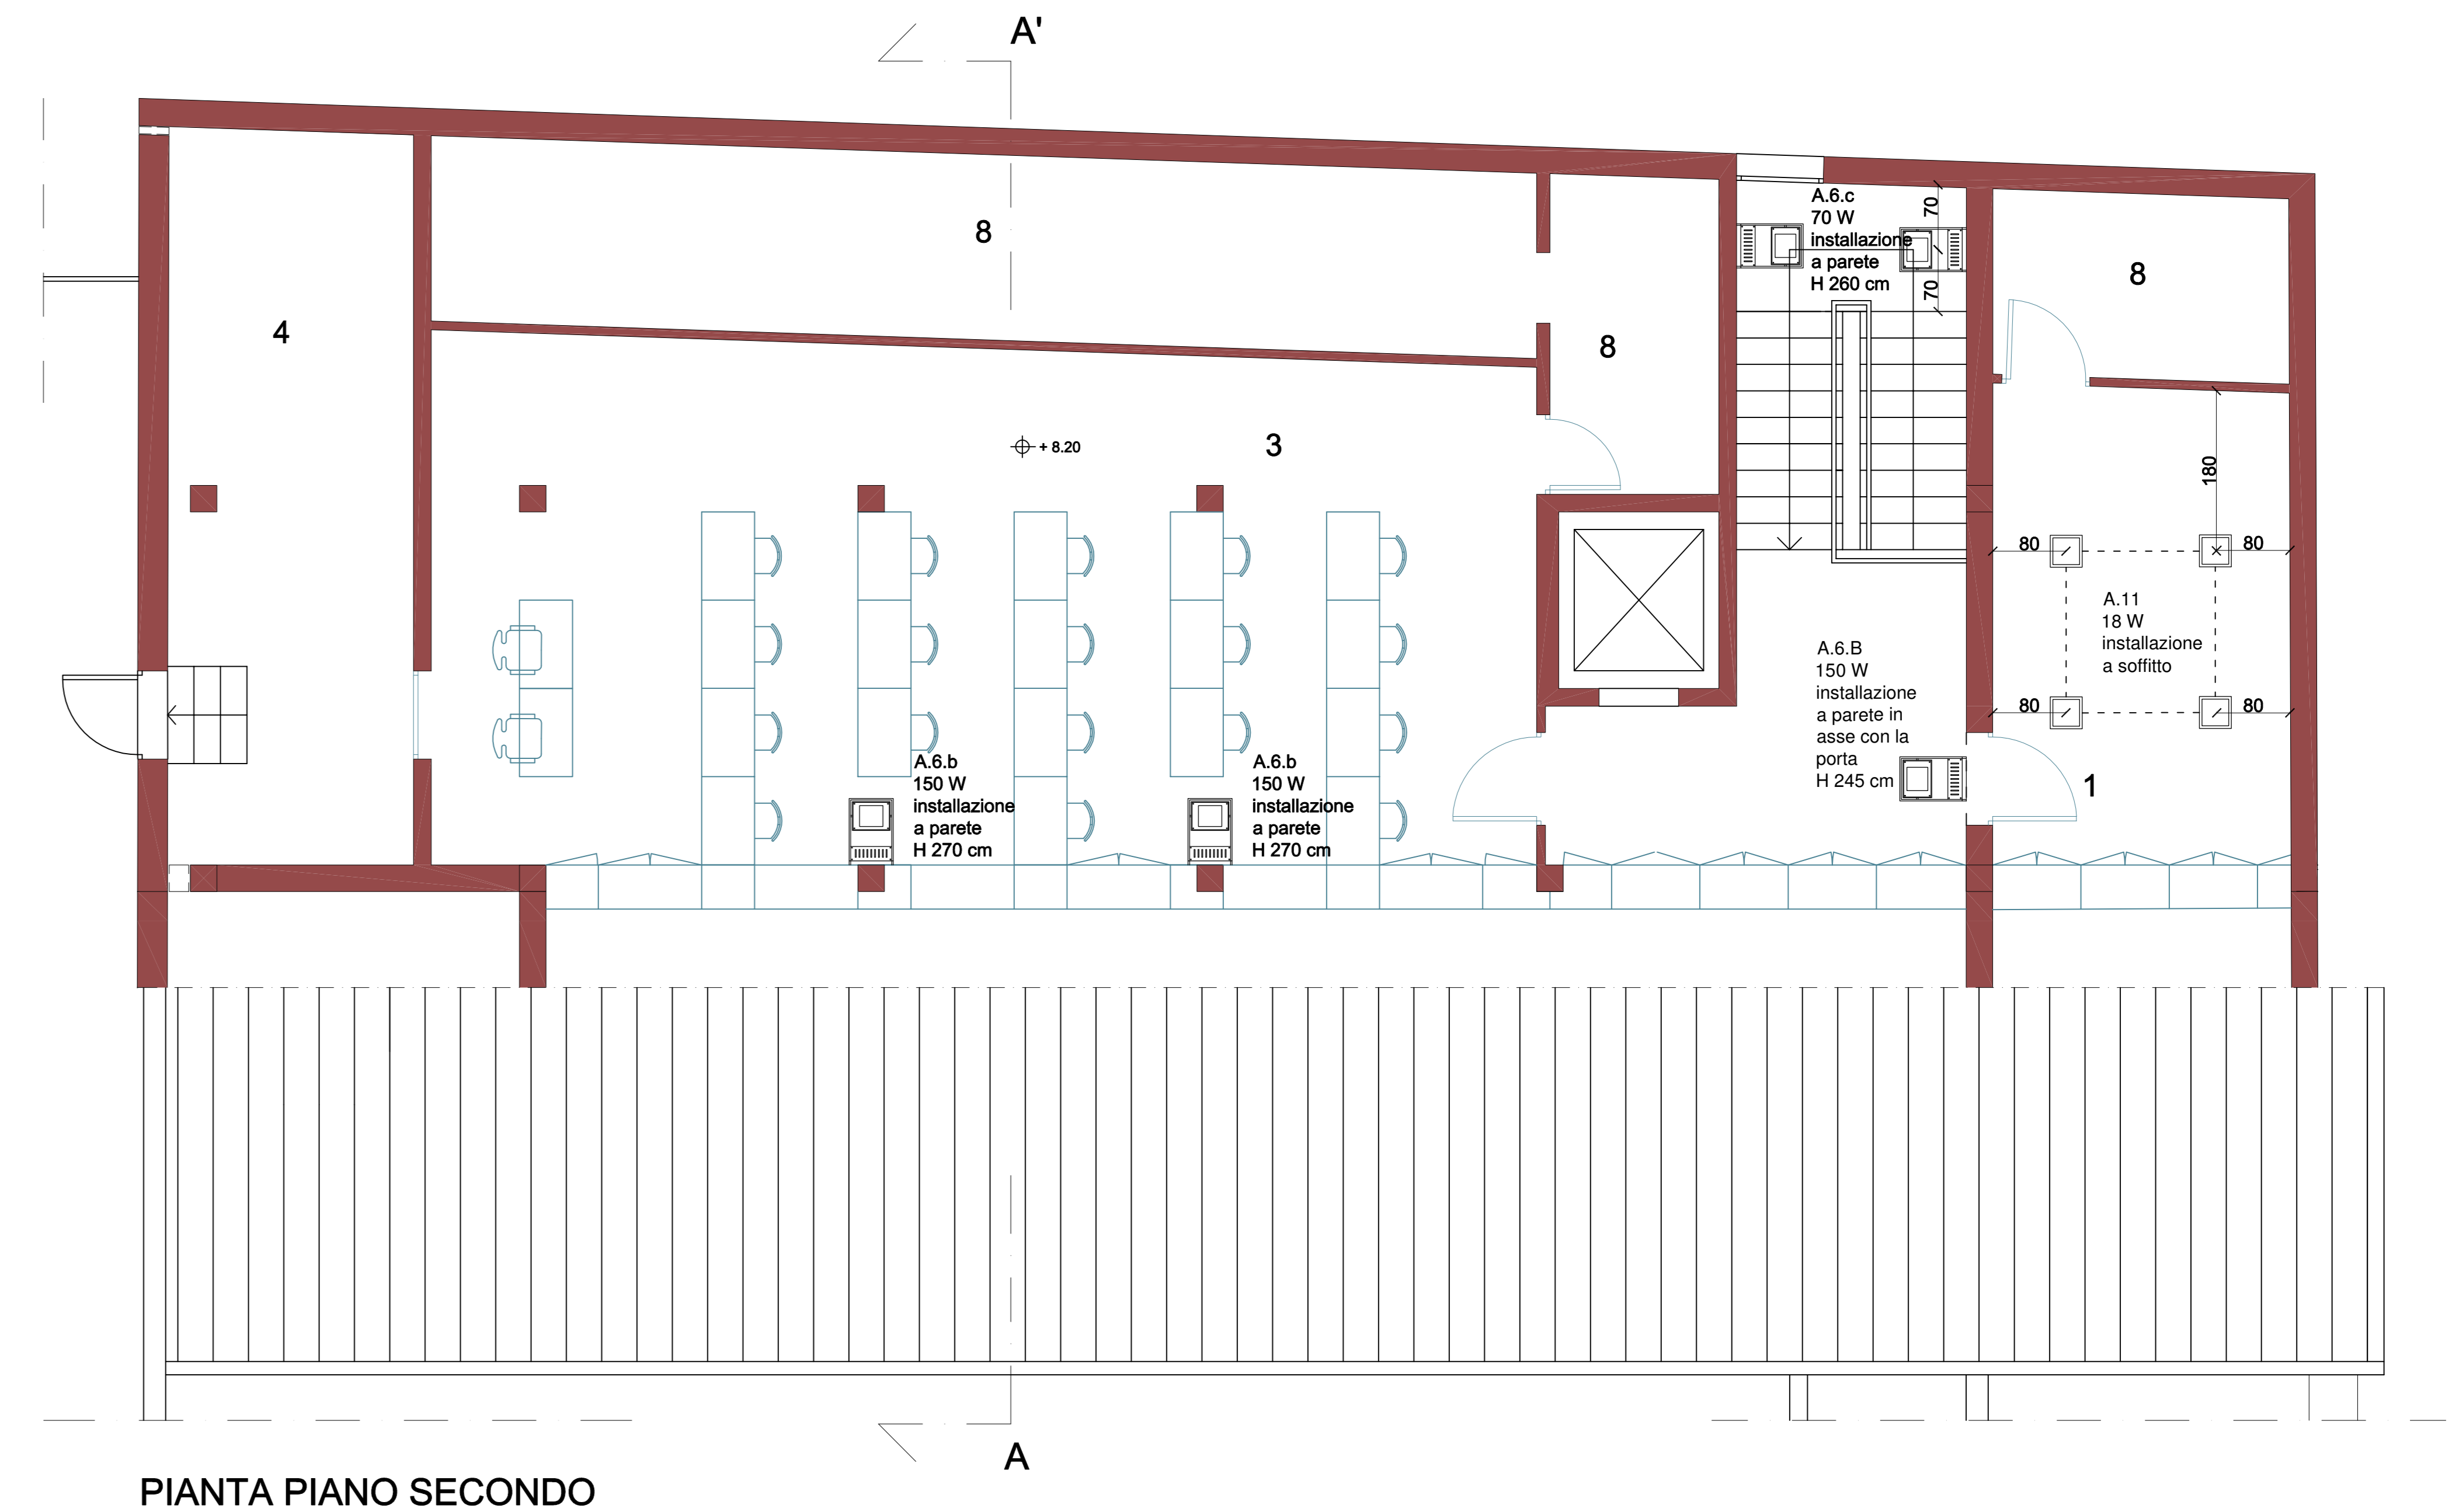 A'
A.6.c
70 W
installazione
a parete
H 260 cm
70
70
8
8
4
8
3
+ 8.20
180
80
80
A.11
18 W
installazione
a soffitto
80
80
A.6.B
150 W
installazione
a parete in
asse con la
porta
H 245 cm
1
A.6.b
150 W
installazione
a parete
H 270 cm
A.6.b
150 W
installazione
a parete
H 270 cm
A
PIANTA PIANO SECONDO